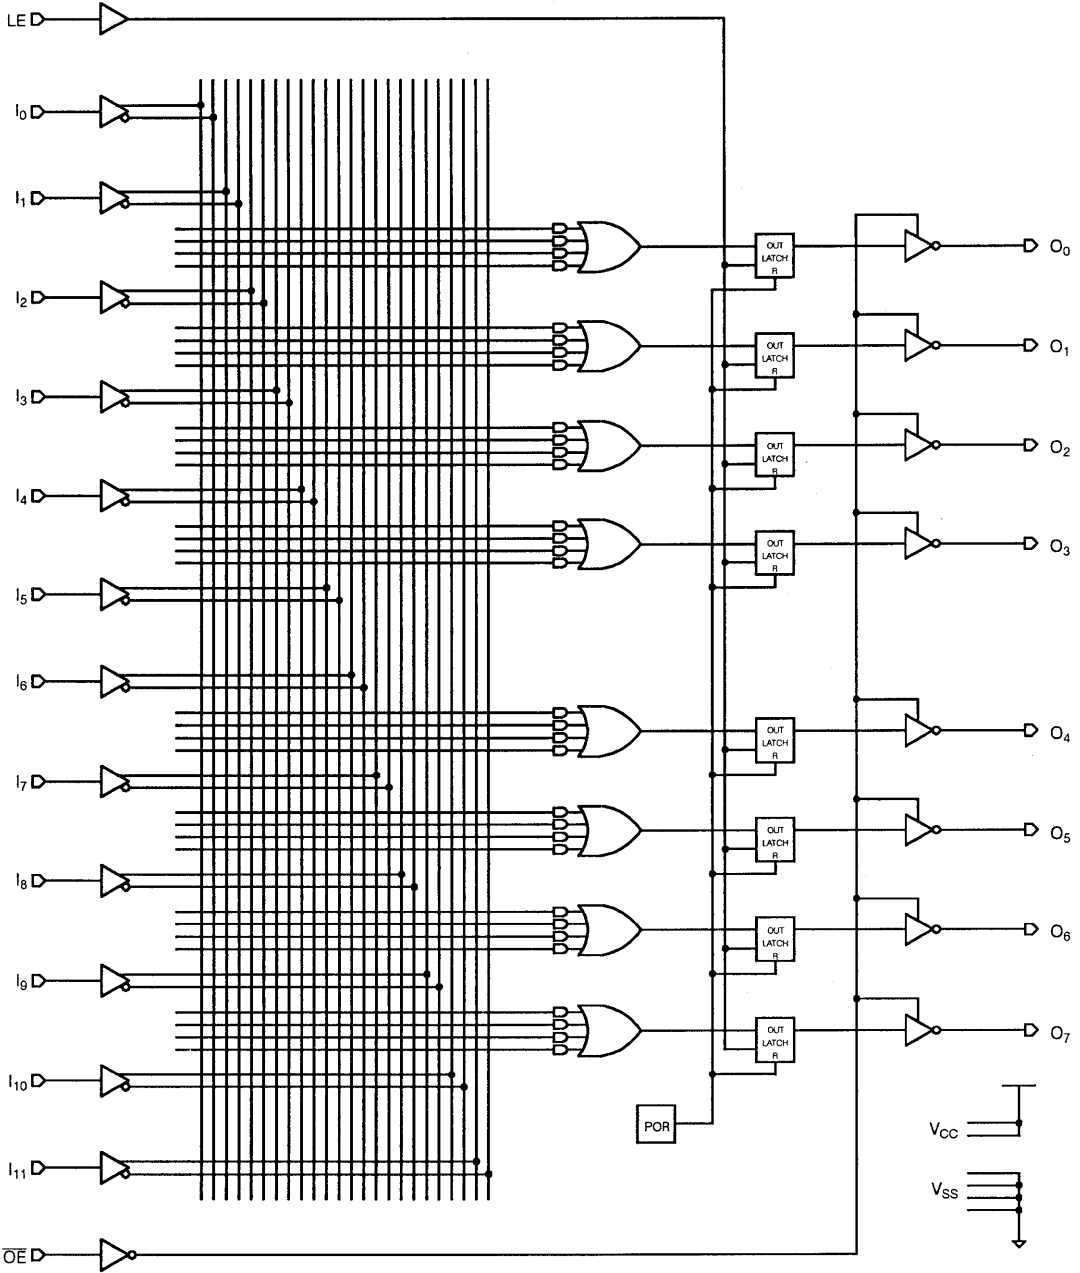 LE
I0
I1
OUT LATCH R
O0
I2
OUT LATCH R
O1
I3
OUT LATCH R
O2
I4
OUT LATCH R
O3
I5
I6
OUT LATCH R
O4
I7
OUT LATCH R
O5
I8
OUT LATCH R
O6
I9
OUT LATCH R
O7
I10
POR
VCC
I11
VSS
OE